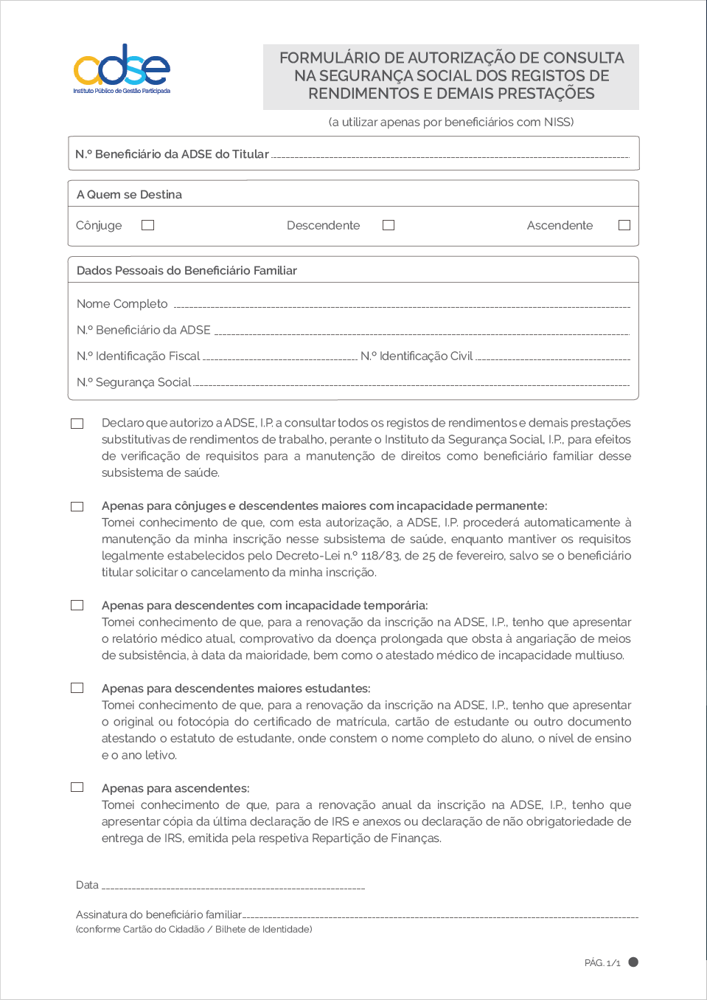 adse
Instituto Público de Gestão Participada
FORMULÁRIO DE AUTORIZAÇÃO DE CONSULTA
NA SEGURANÇA SOCIAL DOS REGISTOS DE
RENDIMENTOS E DEMAIS PRESTAÇÕES
(a utilizar apenas por beneficiários com NISS)
N.º Beneficiário da ADSE do Titular
A Quem se Destina
Cônjuge Descendente Ascendente
Dados Pessoais do Beneficiário Familiar
Nome Completo
N.º Beneficiário da ADSE
N.º Identificação Fiscal N.º Identificação Civil
N.º Segurança Social
Declaro que autorizo a ADSE, I.P. a consultar todos os registos de rendimentos e demais prestações
substitutivas de rendimentos de trabalho, perante o Instituto da Segurança Social, I.P., para efeitos
de verificação de requisitos para a manutenção de direitos como beneficiário familiar desse
subsistema de saúde.
Apenas para cônjuges e descendentes maiores com incapacidade permanente:
Tomei conhecimento de que, com esta autorização, a ADSE, I.P. procederá automaticamente à
manutenção da minha inscrição nesse subsistema de saúde, enquanto mantiver os requisitos
legalmente estabelecidos pelo Decreto-Lei n.º 118/83, de 25 de fevereiro, salvo se o beneficiário
titular solicitar o cancelamento da minha inscrição.
Apenas para descendentes com incapacidade temporária:
Tomei conhecimento de que, para a renovação da inscrição na ADSE, I.P., tenho que apresentar
o relatório médico atual, comprovativo da doença prolongada que obsta à angariação de meios
de subsistência, à data da maioridade, bem como o atestado médico de incapacidade multiuso.
Apenas para descendentes maiores estudantes:
Tomei conhecimento de que, para a renovação da inscrição na ADSE, I.P., tenho que apresentar
o original ou fotocópia do certificado de matrícula, cartão de estudante ou outro documento
atestando o estatuto de estudante, onde constem o nome completo do aluno, o nível de ensino
e o ano letivo.
Apenas para ascendentes:
Tomei conhecimento de que, para a renovação anual da inscrição na ADSE, I.P., tenho que
apresentar cópia da última declaração de IRS e anexos ou declaração de não obrigatoriedade de
entrega de IRS, emitida pela respetiva Repartição de Finanças.
Data
Assinatura do beneficiário familiar
(conforme Cartão do Cidadão / Bilhete de Identidade)
PÁG. 1/1